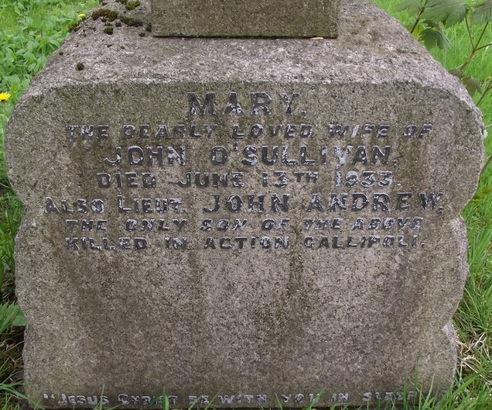 MARY,
THE DEARLY LOVED WIFE OF
JOHN O'SULLIVAN,
DIED JUNE 13TH 1933.
ALSO LIEUT. JOHN ANDREW,
THE ONLY SON OF THE ABOVE
KILLED IN ACTION GALLIPOLI.
"JESUS CHRIST BE WITH YOU IN SLEEP